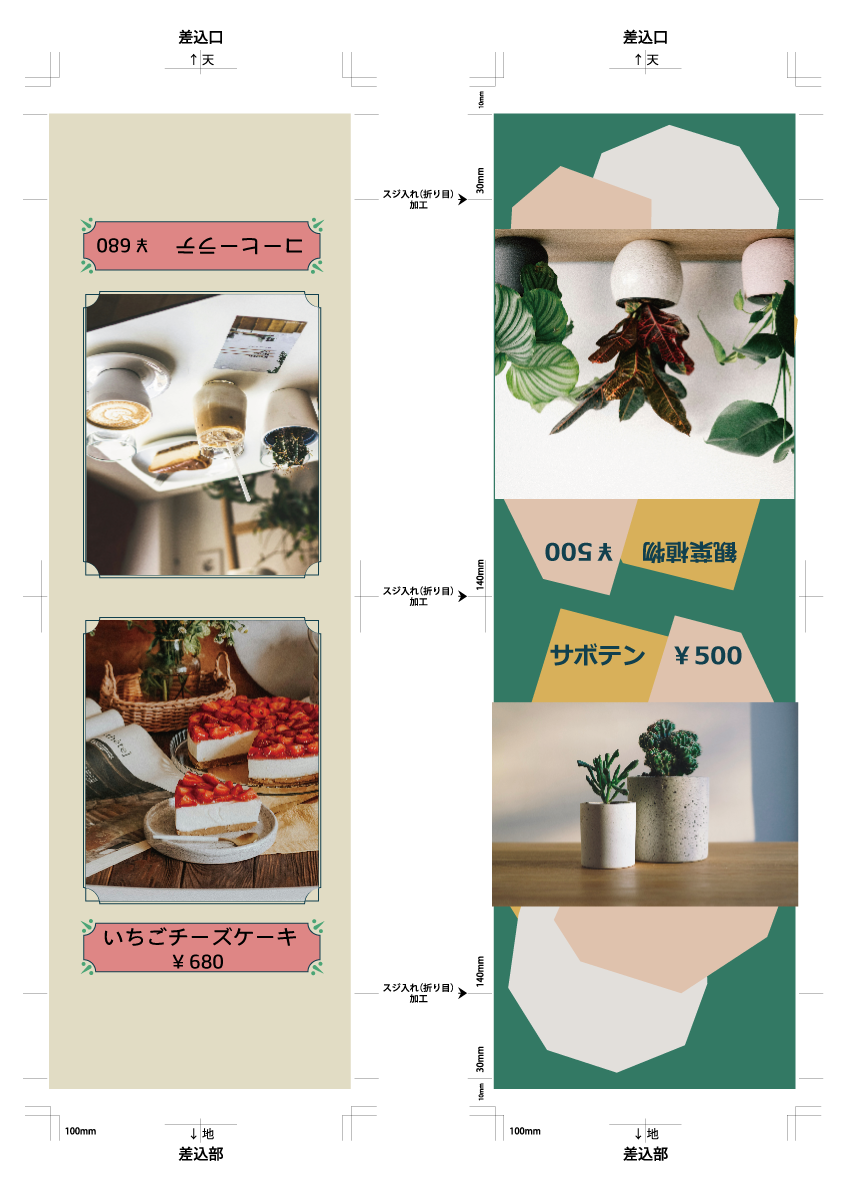 差込口
↑天
差込口
↑天
10mm
30mm
スジ入れ(折り目)
加工
コーヒーラテ ￥680
観葉植物 ￥500
140mm
スジ入れ(折り目)
加工
サボテン ￥500
いちごチーズケーキ
￥680
140mm
スジ入れ(折り目)
加工
30mm
10mm
100mm
↓地
差込部
100mm
↓地
差込部